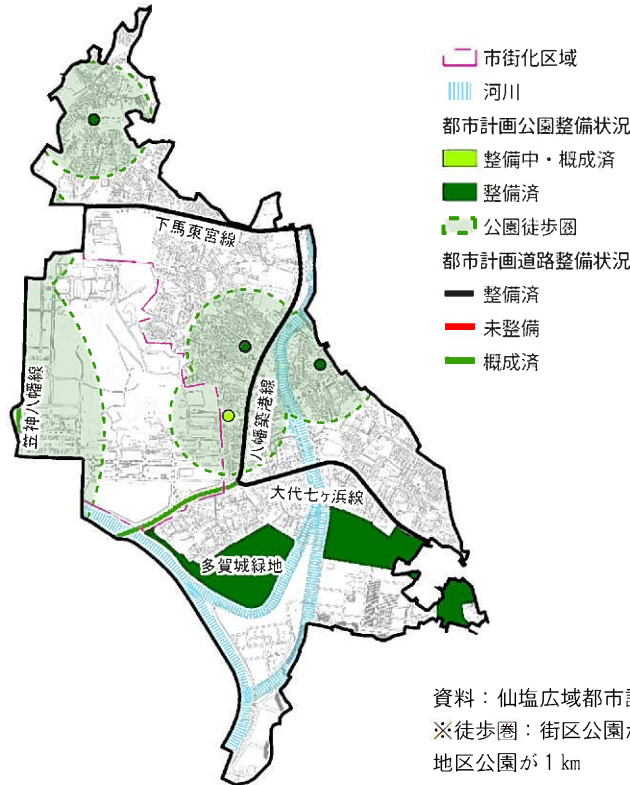 市街化区域
河川
都市計画公園整備状況
整備中・概成済
整備済
公園徒歩圏
都市計画道路整備状況
整備済
未整備
概成済
下馬東宮線
笠神八幡線
八幡築港線
大代七ヶ浜線
多賀城緑地
資料：仙塩広域都市計
※徒歩圏：街区公園が
地区公園が１km